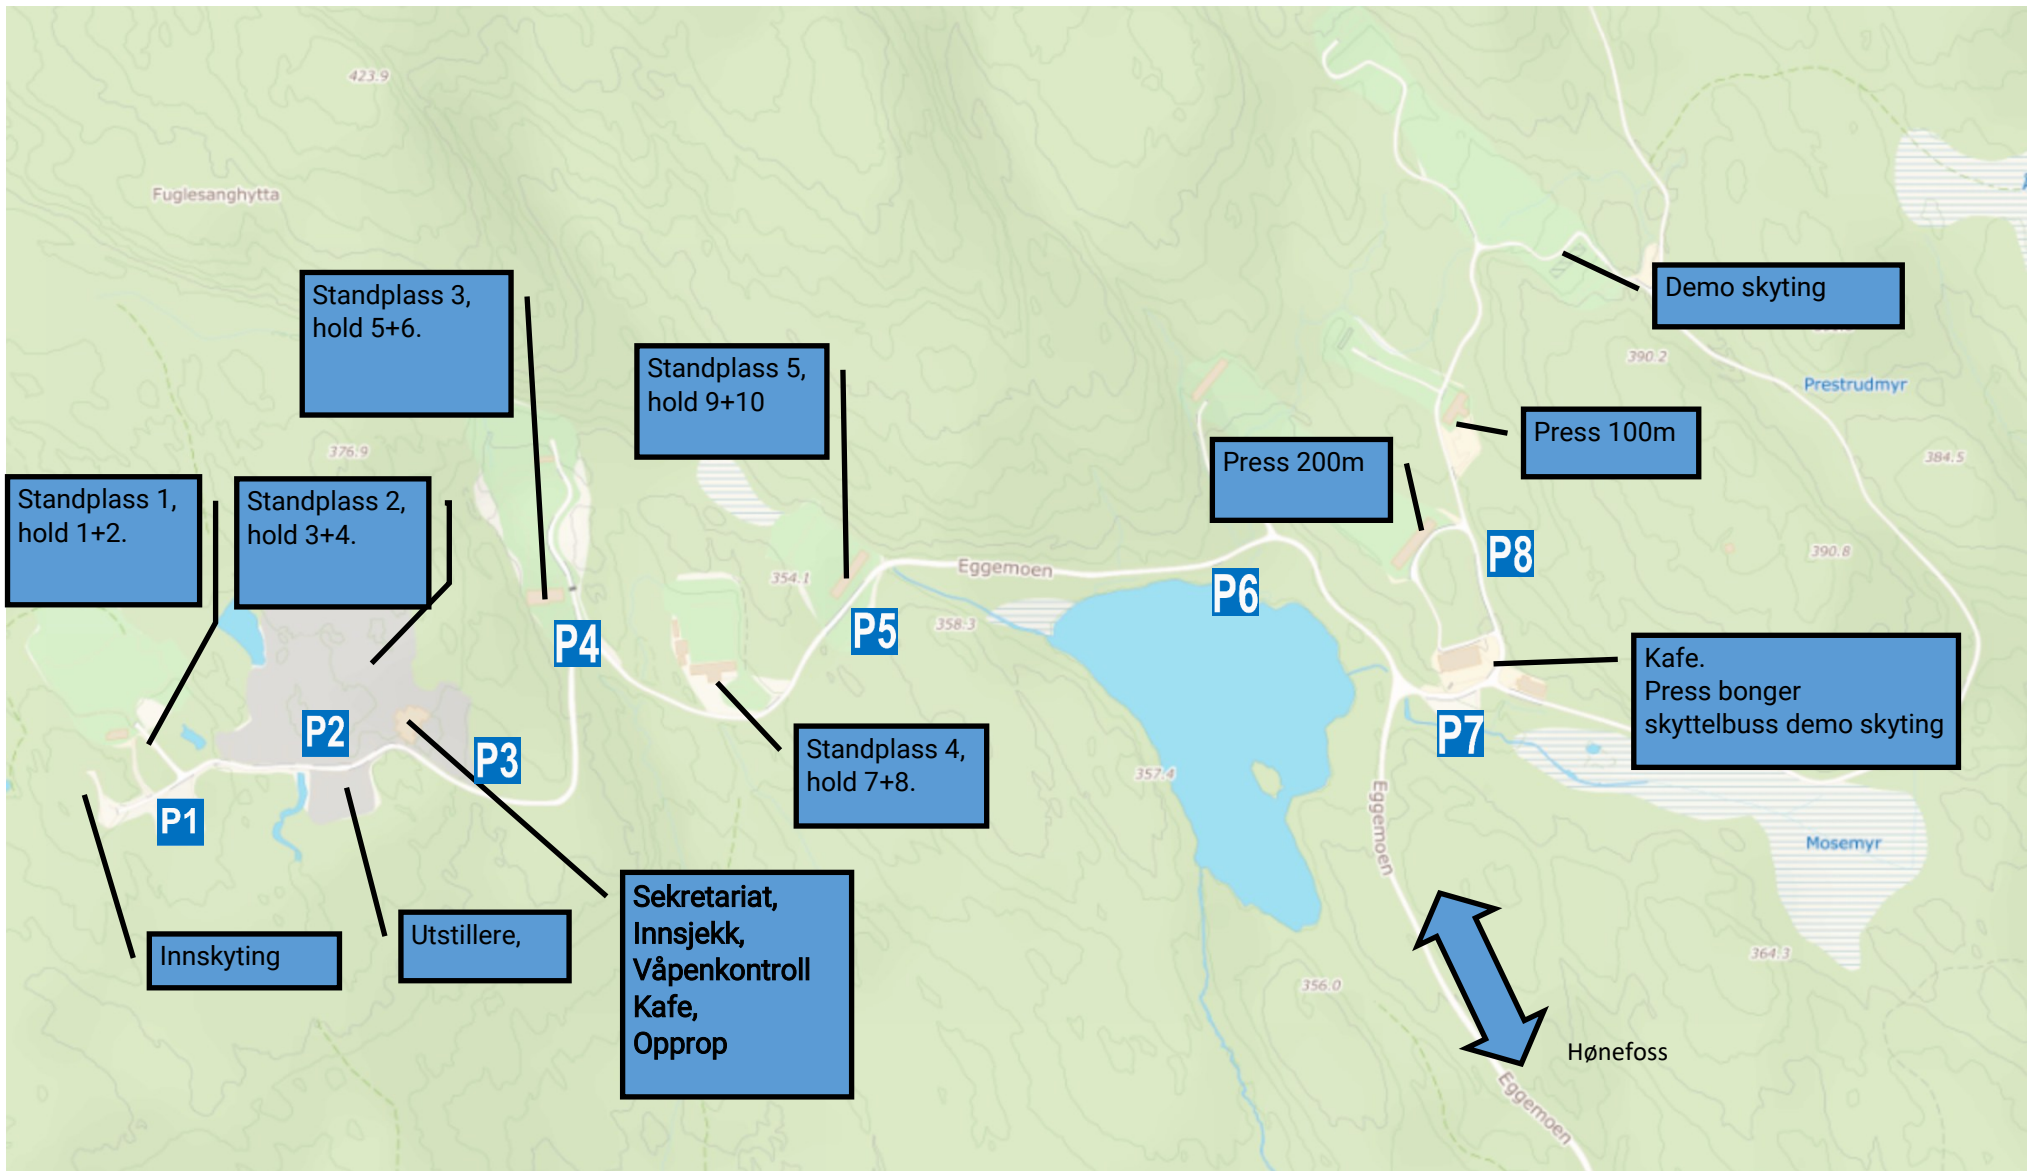 423.9
Fuglesanghytta
Standplass 3,
hold 5+6.
Demo skyting
390.2
Prestrudmyr
Standplass 5,
hold 9+10
Press 100m
Press 200m
376.9
384.5
Standplass 1,
hold 1+2.
Standplass 2,
hold 3+4.
390.8
P8
Eggemoen
354.1
P6
358.3
P5
P4
Kafe.
Press bonger
skyttelbuss demo skyting
P7
P2
P3
Standplass 4,
hold 7+8.
357.4
P1
Eggemoen
Mosemyr
Sekretariat,
Innsjekk,
Våpenkontroll
Kafe,
Opprop
Utstillere,
Innskyting
364.3
356.0
Hønefoss
Eggemoen